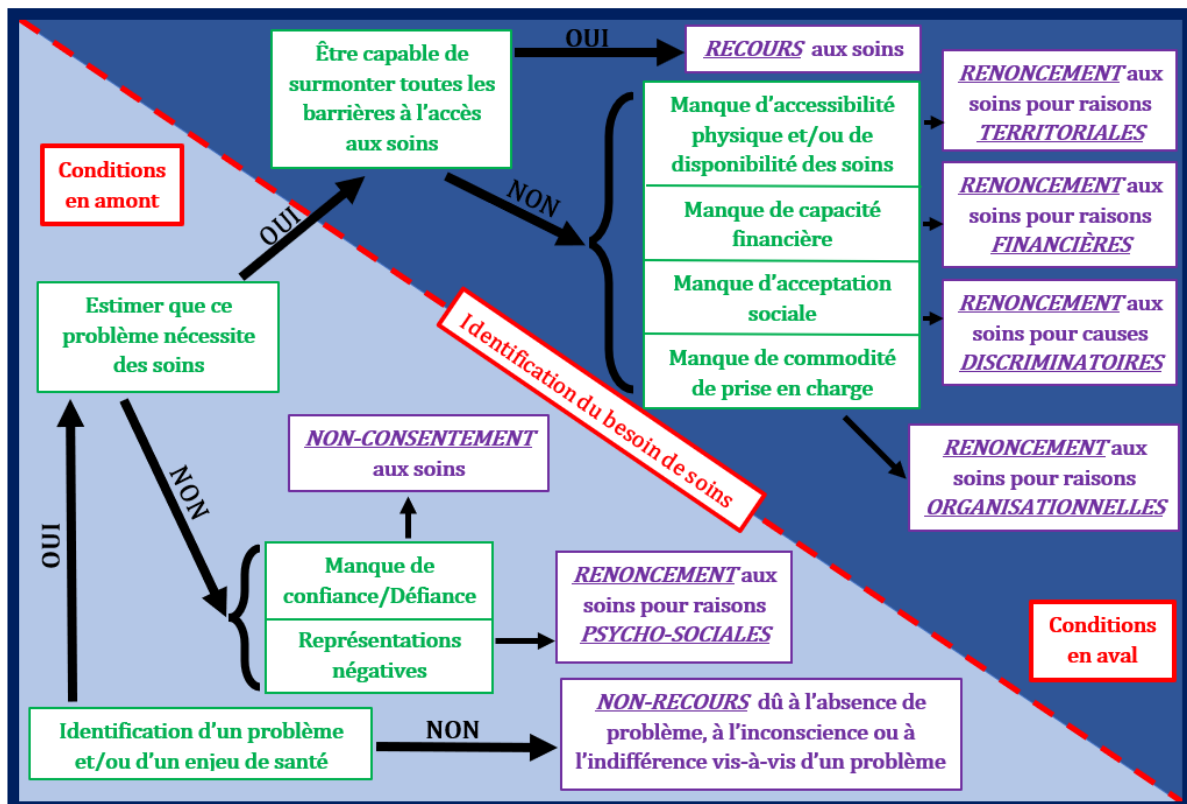 Être capable de
surmonter toutes les
barrières à l'accès
aux soins
OUI
RECOURS aux soins
Manque d'accessibilité
physique et/ou de
disponibilité des soins
Manque de capacité
financière
Manque d'acceptation
sociale
Manque de commodité
de prise en charge
RENONCEMENT aux
soins pour raisons
TERRITORIALES
RENONCEMENT aux
soins pour raisons
FINANCIÈRES
RENONCEMENT aux
soins pour causes
DISCRIMINATOIRES
RENONCEMENT aux
soins pour raisons
ORGANISATIONNELLES
NON
Conditions
en amont
OUI
Estimer que ce
problème nécessite
des soins
Identification du besoin de soins
NON-CONSENTEMENT
aux soins
NON
OUI
Manque de
confiance/Défiance
Représentations
négatives
RENONCEMENT aux
soins pour raisons
PSYCHO-SOCIALES
Conditions
en aval
Identification d'un problème
et/ou d'un enjeu de santé
NON
NON-RECOURS dû à l'absence de
problème, à l'inconscience ou à
l'indifférence vis-à-vis d'un problème